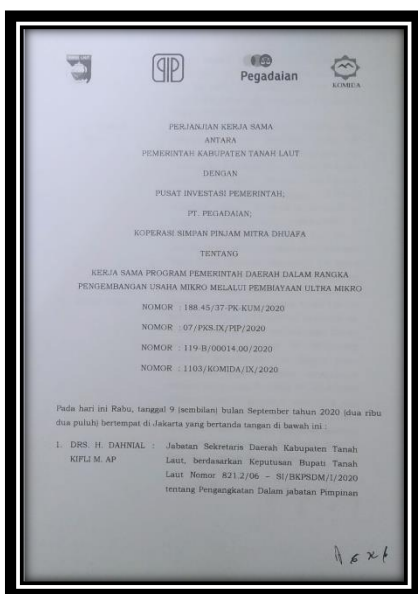 PIP
Pegadaian
KOMIDA
PERJANJIAN KERJA SAMA
ANTARA
PEMERINTAH KABUPATEN TANAH LAUT
DENGAN
PUSAT INVESTASI PEMERINTAH;
PT. PEGADAIAN;
KOPERASI SIMPAN PINJAM MITRA DHUAFA
TENTANG
KERJA SAMA PROGRAM PEMERINTAH DAERAH DALAM RANGKA
PENGEMBANGAN USAHA MIKRO MELALUI PEMBIAYAAN ULTRA MIKRO
NOMOR : 188.45/37-PK-KUM/2020
NOMOR : 07/PKS.IX/PIP/2020
NOMOR : 119-B/00014.00/2020
NOMOR : 1103/KOMIDA/IX/2020
Pada hari ini Rabu, tanggal 9 (sembilan) bulan September tahun 2020 (dua ribu
dua puluh) bertempat di Jakarta yang bertanda tangan di bawah ini :
1. DRS. H. DAHNIAL : Jabatan Sekretaris Daerah Kabupaten Tanah
KIFLI M. AP Laut, berdasarkan Keputusan Bupati Tanah
Laut Nomor 821.2/06 – SI/BKPSDM/I/2020
tentang Pengangkatan Dalam jabatan Pimpinan